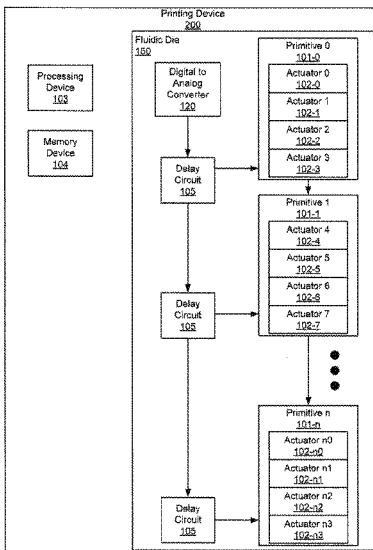 Printing Device
200
Fluidic Die
150
Processing
Device
103
Memory
Device
104
Digital to
Analog
Converter
120
Delay
Circuit
105
Primitive 0
101-0
Actuator 0
102-0
Actuator 1
102-1
Actuator 2
102-2
Actuator 3
102-3
Delay
Circuit
105
Primitive 1
101-1
Actuator 4
102-4
Actuator 5
102-5
Actuator 6
102-6
Actuator 7
102-7
Delay
Circuit
105
Primitive n
101-n
Actuator n0
102-n0
Actuator n1
102-n1
Actuator n2
102-n2
Actuator n3
102-n3